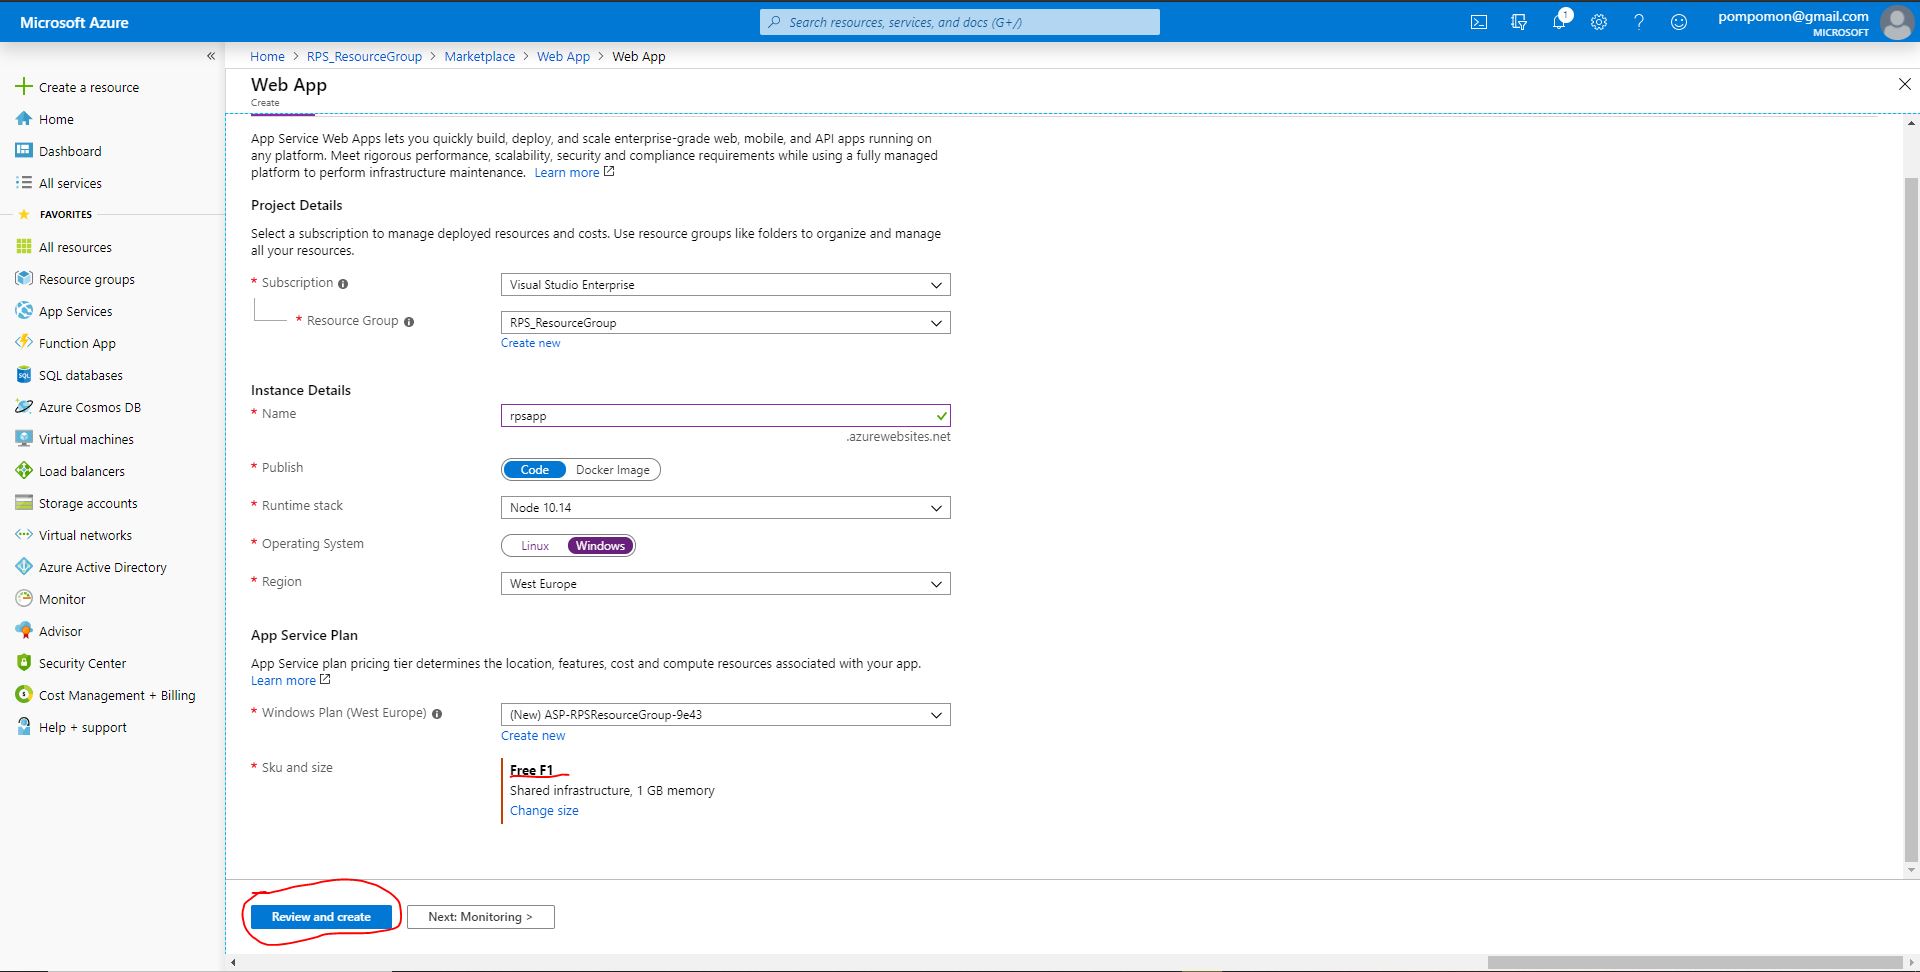 Microsoft Azure
Search resources, services, and docs (G+/)
1
pompomon@gmail.com
MICROSOFT
«
Create a resource
Home
Dashboard
All services
FAVORITES
All resources
Resource groups
App Services
Function App
SQL databases
Azure Cosmos DB
Virtual machines
Load balancers
Storage accounts
Virtual networks
Azure Active Directory
Monitor
Advisor
Security Center
Cost Management + Billing
Help + support
Home > RPS_ResourceGroup > Marketplace > Web App > Web App
Web App
Create
App Service Web Apps lets you quickly build, deploy, and scale enterprise-grade web, mobile, and API apps running on
any platform. Meet rigorous performance, scalability, security and compliance requirements while using a fully managed
platform to perform infrastructure maintenance. Learn more
Project Details
Select a subscription to manage deployed resources and costs. Use resource groups like folders to organize and manage
all your resources.
* Subscription
Visual Studio Enterprise
* Resource Group
RPS_ResourceGroup
Create new
Instance Details
* Name
rpsapp
.azurewebsites.net
* Publish
Code Docker Image
* Runtime stack
Node 10.14
* Operating System
Linux Windows
* Region
West Europe
App Service Plan
App Service plan pricing tier determines the location, features, cost and compute resources associated with your app.
Learn more
* Windows Plan (West Europe)
(New) ASP-RPSResourceGroup-9e43
Create new
* Sku and size
Free F1
Shared infrastructure, 1 GB memory
Change size
Review and create
Next: Monitoring >